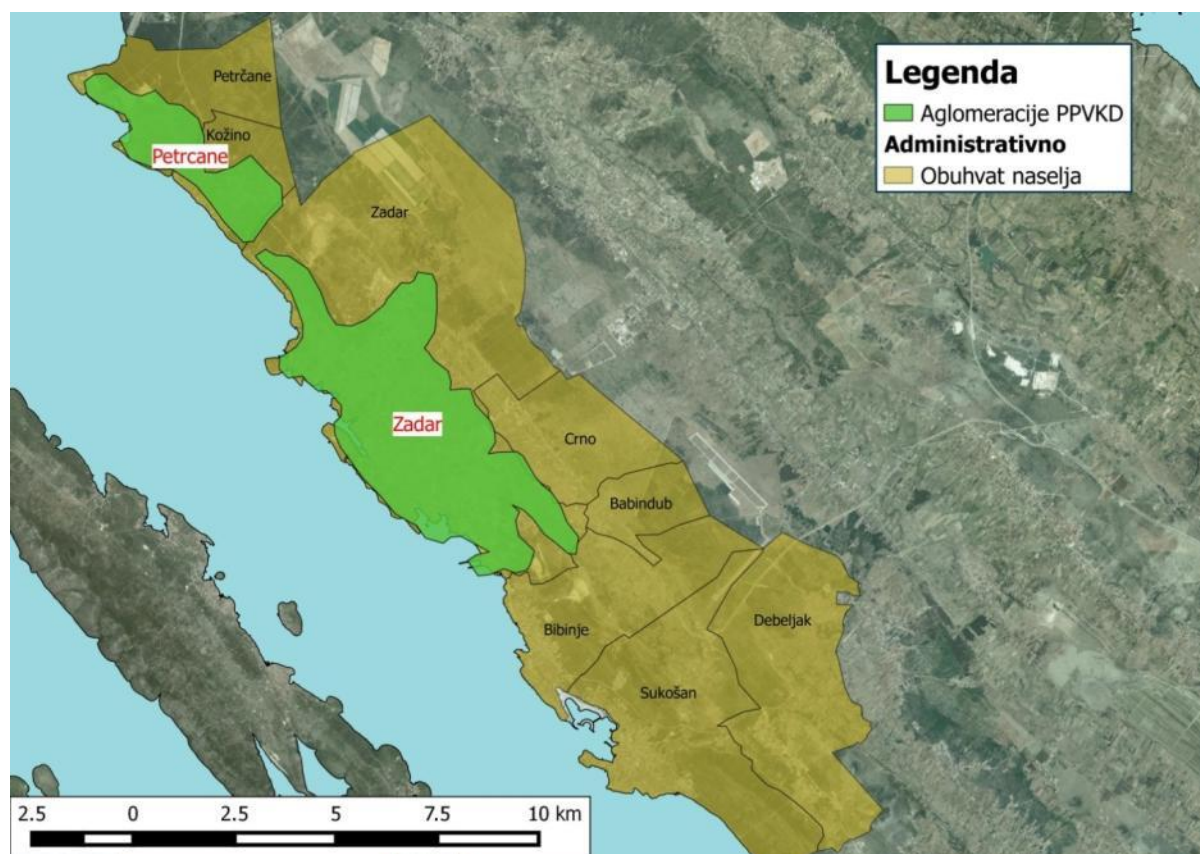 Legenda
Aglomeracije PPVKD
Administrativno
Obuhvat naselja
Petrčane
Kožino
Petrcane
Zadar
Zadar
Crno
Babindub
Debeljak
Bibinje
Sukošan
2.5 0 2.5 5 7.5 10 km